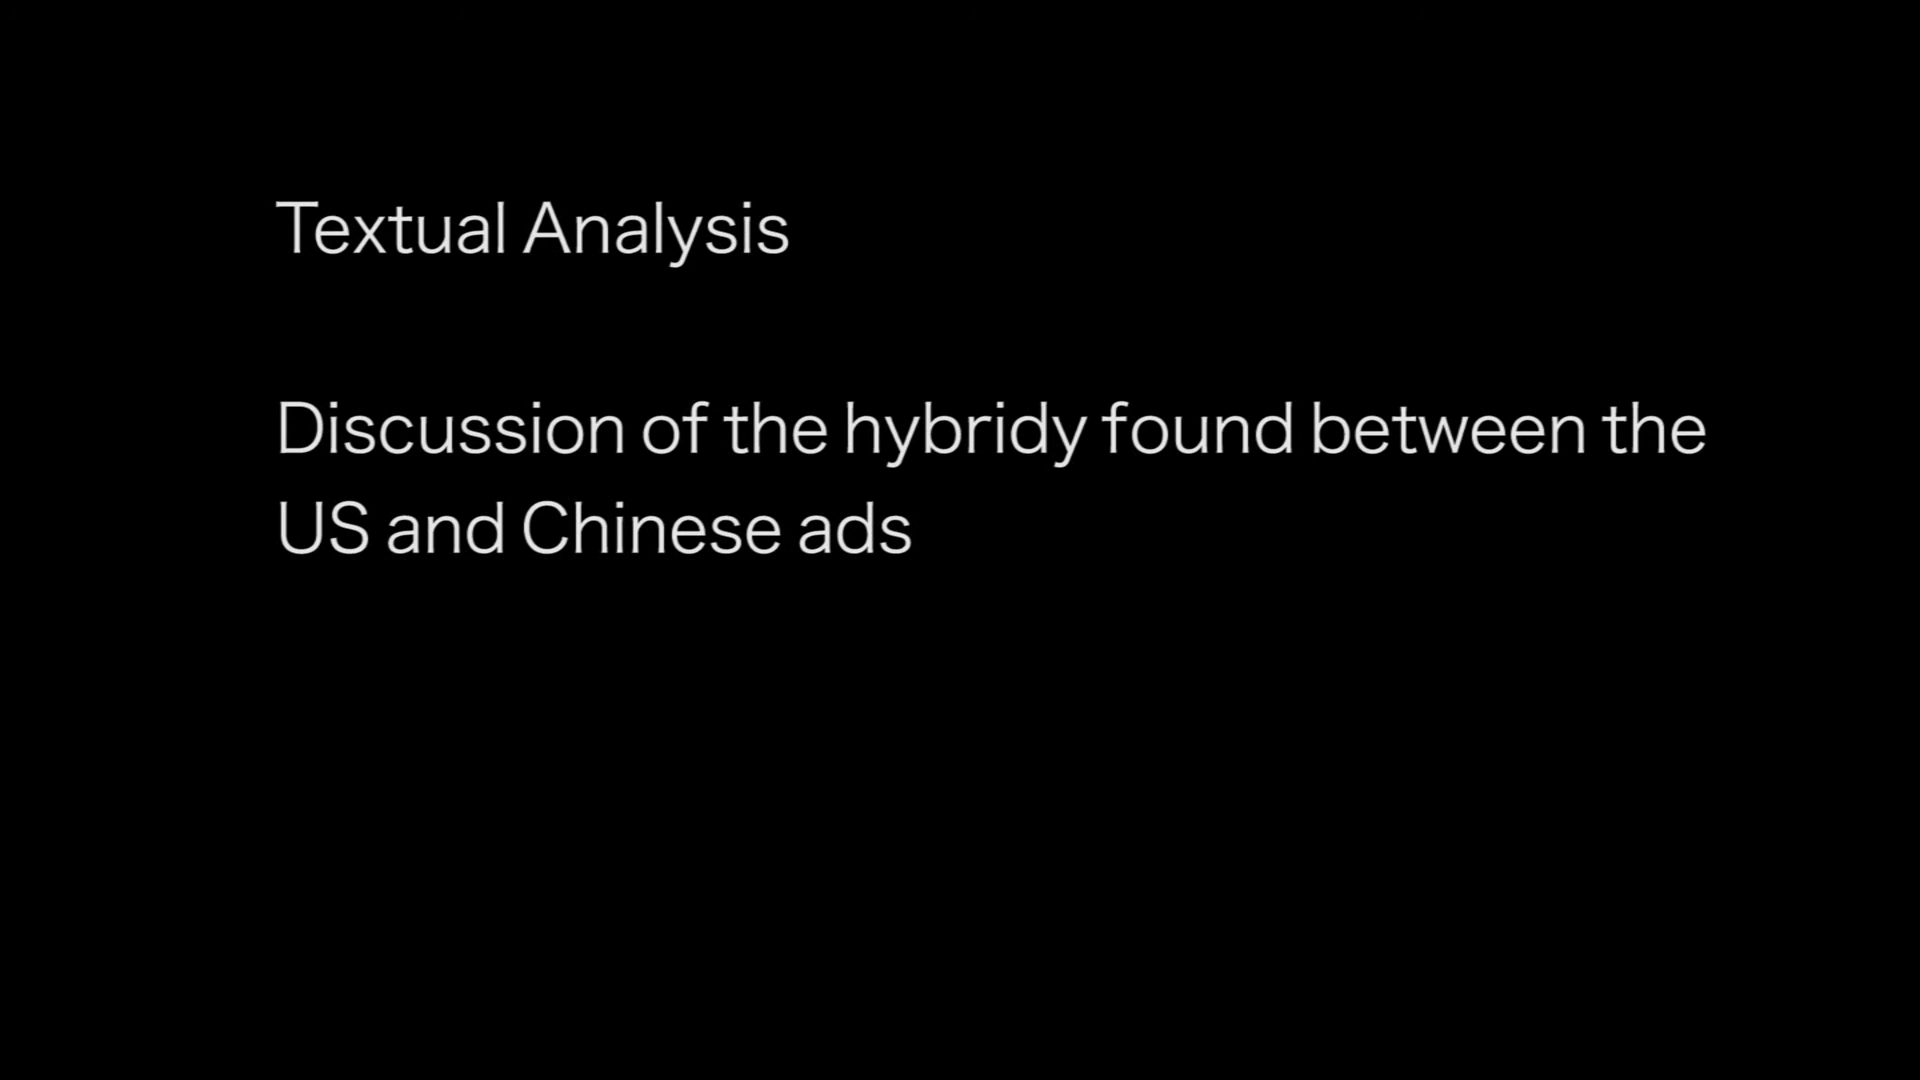 Textual Analysis
Discussion of the hybridy found between the
US and Chinese ads